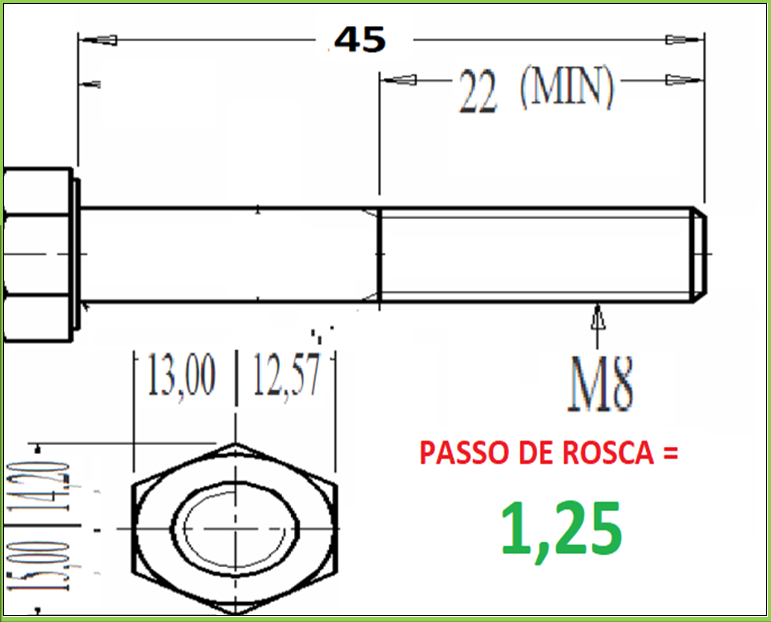 45
22 (MIN)
M8
13,00 12,57
PASSO DE ROSCA =
1,25
14,20
15,00